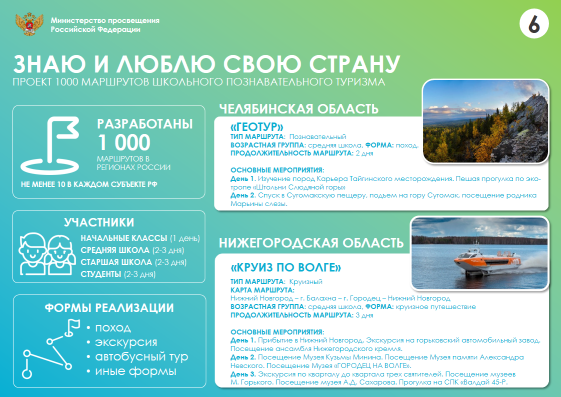 Министерство просвещения
Российской Федерации
6
ЗНАЮ И ЛЮБЛЮ СВОЮ СТРАНУ
ПРОЕКТ 1000 МАРШРУТОВ ШКОЛЬНОГО ПОЗНАВАТЕЛЬНОГО ТУРИЗМА
РАЗРАБОТАНЫ
1 000
МАРШРУТОВ В
РЕГИОНАХ РОССИИ
НЕ МЕНЕЕ 10 В КАЖДОМ СУБЪЕКТЕ РФ
УЧАСТНИКИ
НАЧАЛЬНЫЕ КЛАССЫ (1 день)
СРЕДНЯЯ ШКОЛА (2-3 дня)
СТАРШАЯ ШКОЛА (2-3 дня)
СТУДЕНТЫ (2-3 дня)
ФОРМЫ РЕАЛИЗАЦИИ
• поход
• экскурсия
• автобусный тур
• иные формы
ЧЕЛЯБИНСКАЯ ОБЛАСТЬ
«ГЕОТУР»
ТИП МАРШРУТА: Познавательный
ВОЗРАСТНАЯ ГРУППА: средняя школа, ФОРМА: поход,
ПРОДОЛЖИТЕЛЬНОСТЬ МАРШРУТА: 2 дня
ОСНОВНЫЕ МЕРОПРИЯТИЯ:
День 1. Изучение пород Карьера Тайгинского месторождения. Пешая прогулка по эко-
тропе «Штольни Слюдяной горы»
День 2. Спуск в Сугомакскую пещеру, подъем на гору Сугомак, посещение родника
Марьины слезы.
НИЖЕГОРОДСКАЯ ОБЛАСТЬ
«КРУИЗ ПО ВОЛГЕ»
ТИП МАРШРУТА: Круизный
КАРТА МАРШРУТА:
Нижний Новгород – г. Балахна – г. Городец – Нижний Новгород
ВОЗРАСТНАЯ ГРУППА: средняя школа, ФОРМА: круизное путешествие
ПРОДОЛЖИТЕЛЬНОСТЬ МАРШРУТА: 3 дня
ОСНОВНЫЕ МЕРОПРИЯТИЯ:
День 1. Прибытие в Нижний Новгород. Экскурсия на горьковский автомобильный завод.
Посещение ансамбля Нижегородского кремля.
День 2. Посещение Музея Кузьмы Минина. Посещение Музея памяти Александра
Невского. Посещение Музея «ГОРОДЕЦ НА ВОЛГЕ».
День 3. Экскурсия по «кварталу до квартала трёх святителей. Посещение музеев
М. Горького. Посещение музея А.Д. Сахарова. Прогулка на СПК «Валдай 45-Р.